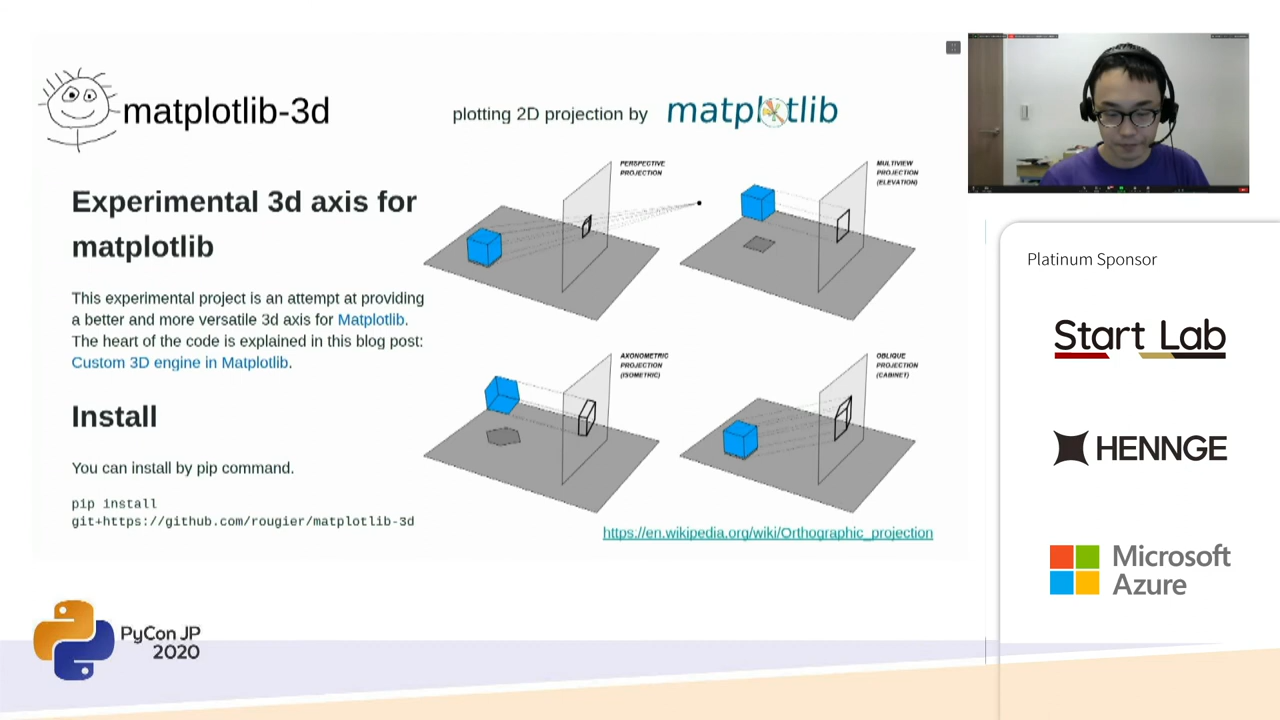 matplotlib-3d
plotting 2D projection by matplotlib
Experimental 3d axis for
matplotlib
This experimental project is an attempt at providing
a better and more versatile 3d axis for Matplotlib.
The heart of the code is explained in this blog post:
Custom 3D engine in Matplotlib.
Install
You can install by pip command.
pip install
git+https://github.com/rougier/matplotlib-3d
PERSPECTIVE
PROJECTION
MULTIVIEW
PROJECTION
(ELEVATION)
AXONOMETRIC
PROJECTION
(ISOMETRIC)
OBLIQUE
PROJECTION
(CABINET)
https://en.wikipedia.org/wiki/Orthographic_projection
Platinum Sponsor
Start Lab
HENNGE
Microsoft
Azure
PyCon JP
2020